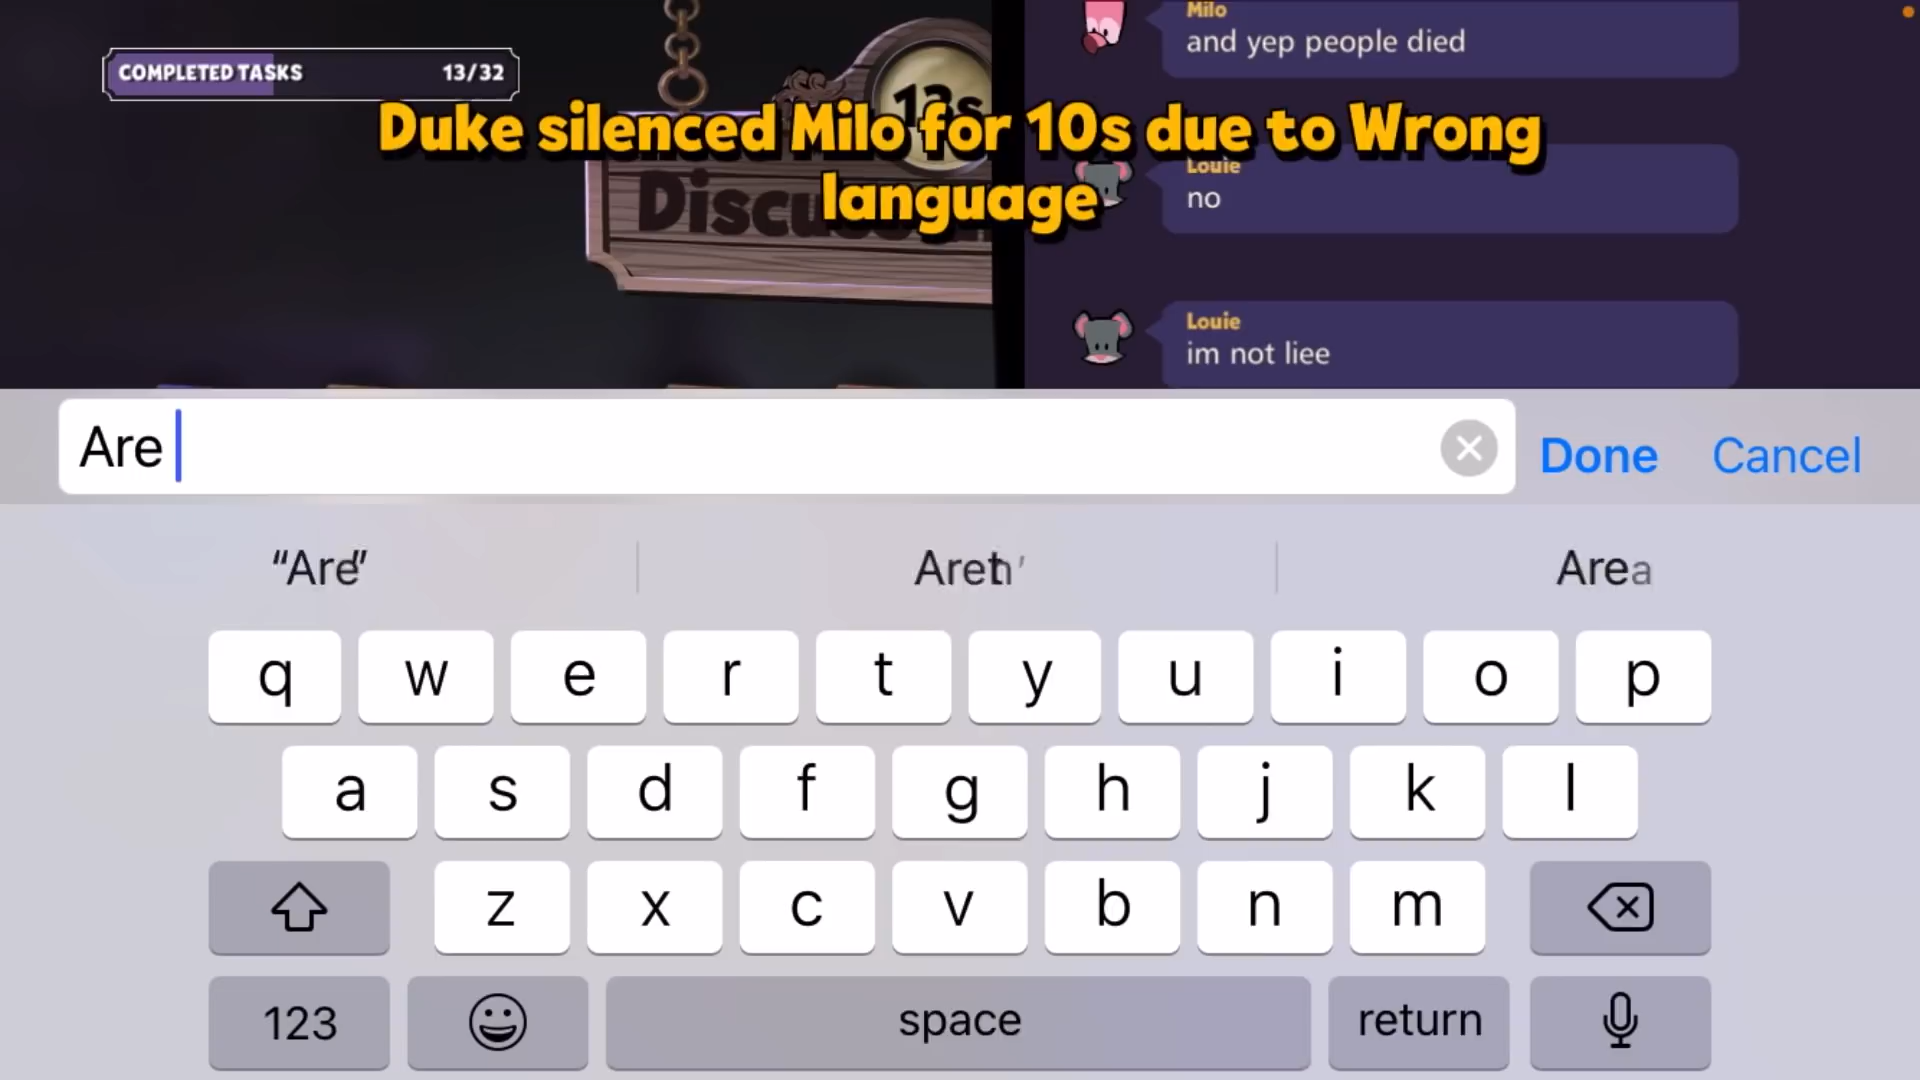 COMPLETED TASKS 13/32
Milo
and yep people died
Duke silenced Milo for 10s due to Wrong
language
Louie
no
Louie
im not liee
Are
Done
Cancel
“Are”
Area
q w e r t y u i o p
a s d f g h j k l
z x c v b n m
123
space
return